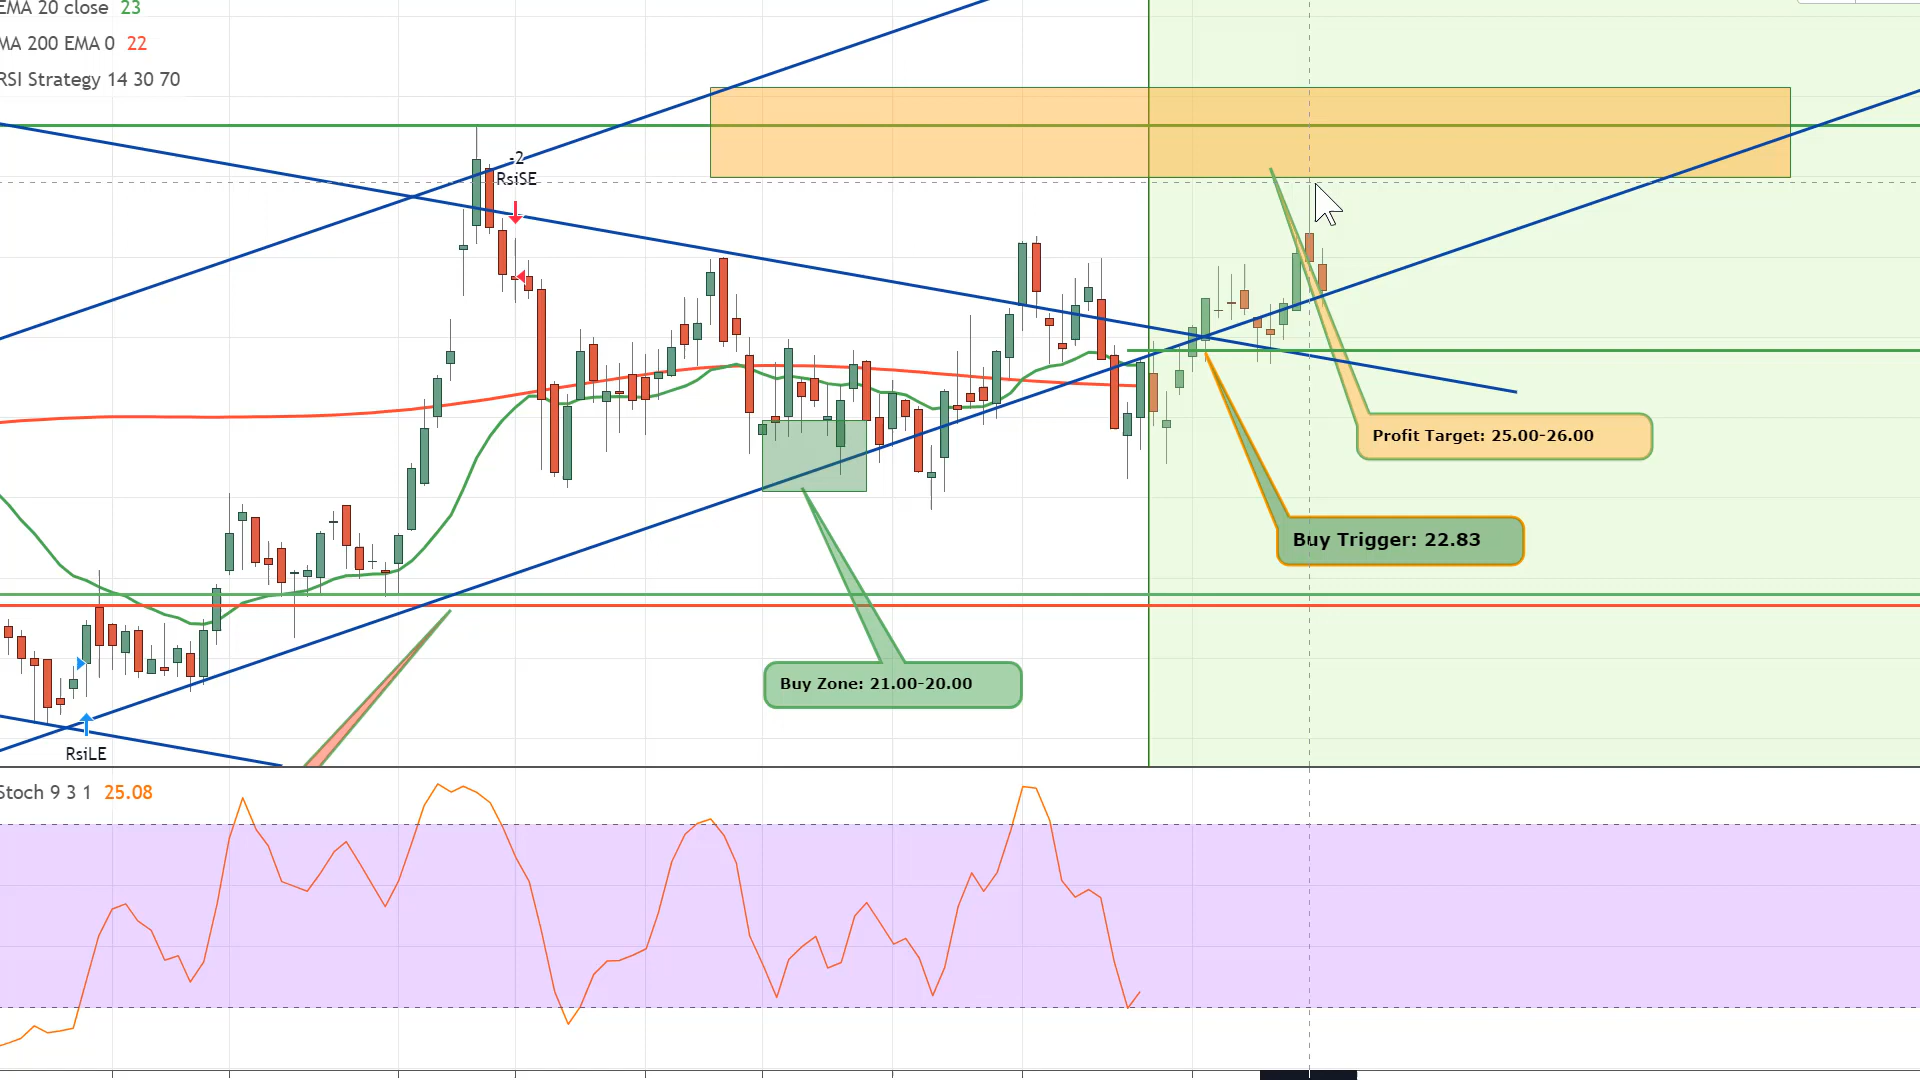 EMA 20 close 23
MA 200 EMA 0 22
RSI Strategy 14 30 70
-2
RsiSE
Profit Target: 25.00-26.00
Buy Trigger: 22.83
Buy Zone: 21.00-20.00
RsiLE
Stoch 9 3 1 25.08